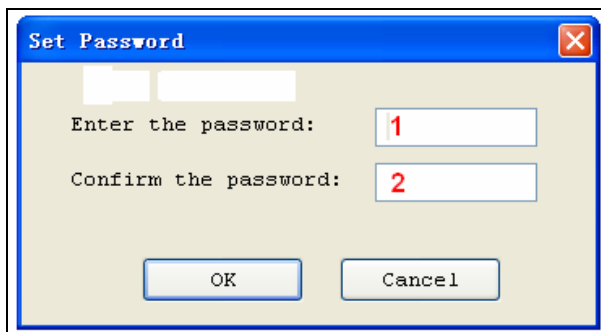 Set Password
Enter the password: 1
Confirm the password: 2
OK Cancel